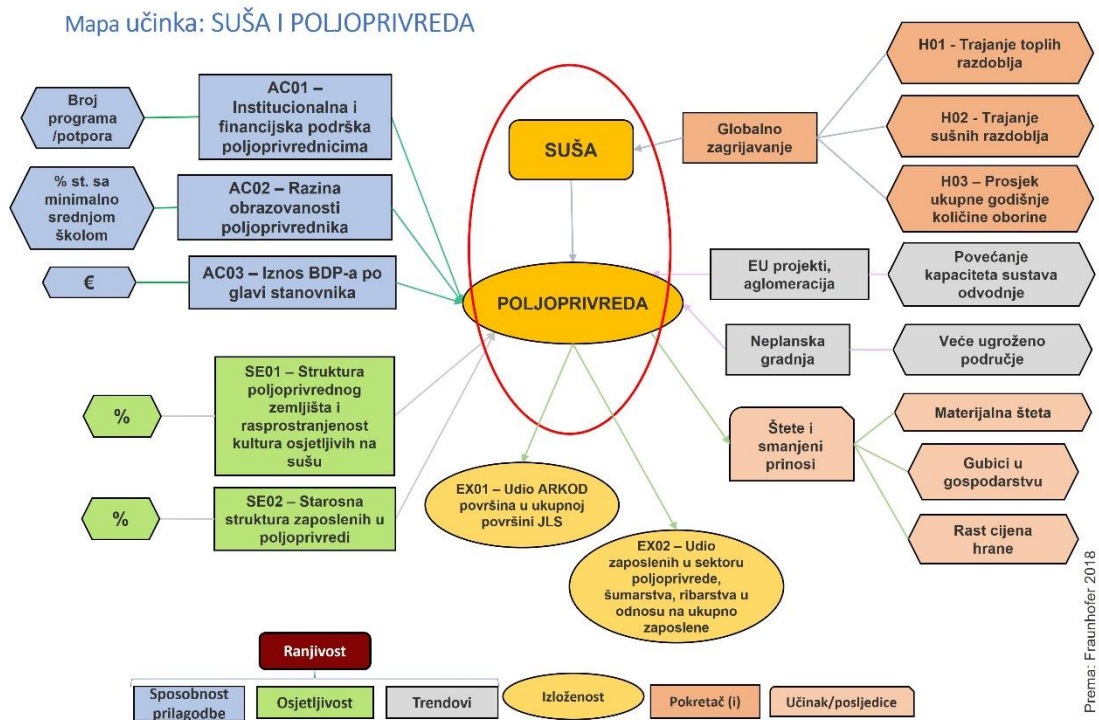 Mapa učinka: SUŠA I POLJOPRIVREDA
Broj
programa
/potpora
AC01 –
Institucionalna i
financijska podrška
poljoprivrednicima
% st. sa
minimalno
srednjom
školom
AC02 – Razina
obrazovanosti
poljoprivrednika
€
AC03 – Iznos BDP-a po
glavi stanovnika
%
SE01 – Struktura
poljoprivrednog
zemljišta i
rasprostranjenost
kultura osjetljivih na
sušu
%
SE02 – Starosna
struktura zaposlenih u
poljoprivredi
SUŠA
POLJOPRIVREDA
EX01 – Udio ARKOD
površina u ukupnoj
površini JLS
EX02 – Udio
zaposlenih u sektoru
poljoprivrede,
šumarstva, ribarstva u
odnosu na ukupno
zaposlene
Globalno
zagrijavanje
H01 - Trajanje toplih
razdoblja
H02 - Trajanje
sušnih razdoblja
H03 – Prosjek
ukupne godišnje
količine oborine
EU projekti,
aglomeracija
Povećanje
kapaciteta sustava
odvodnje
Neplanska
gradnja
Veće ugroženo
područje
Štete i
smanjeni
prinosi
Materijalna šteta
Gubici u
gospodarstvu
Rast cijena
hrane
Prema: Fraunhofer 2018
Ranjivost
Sposobnost
prilagodbe
Osjetljivost
Trendovi
Izloženost
Pokretač (i)
Učinak/posljedice